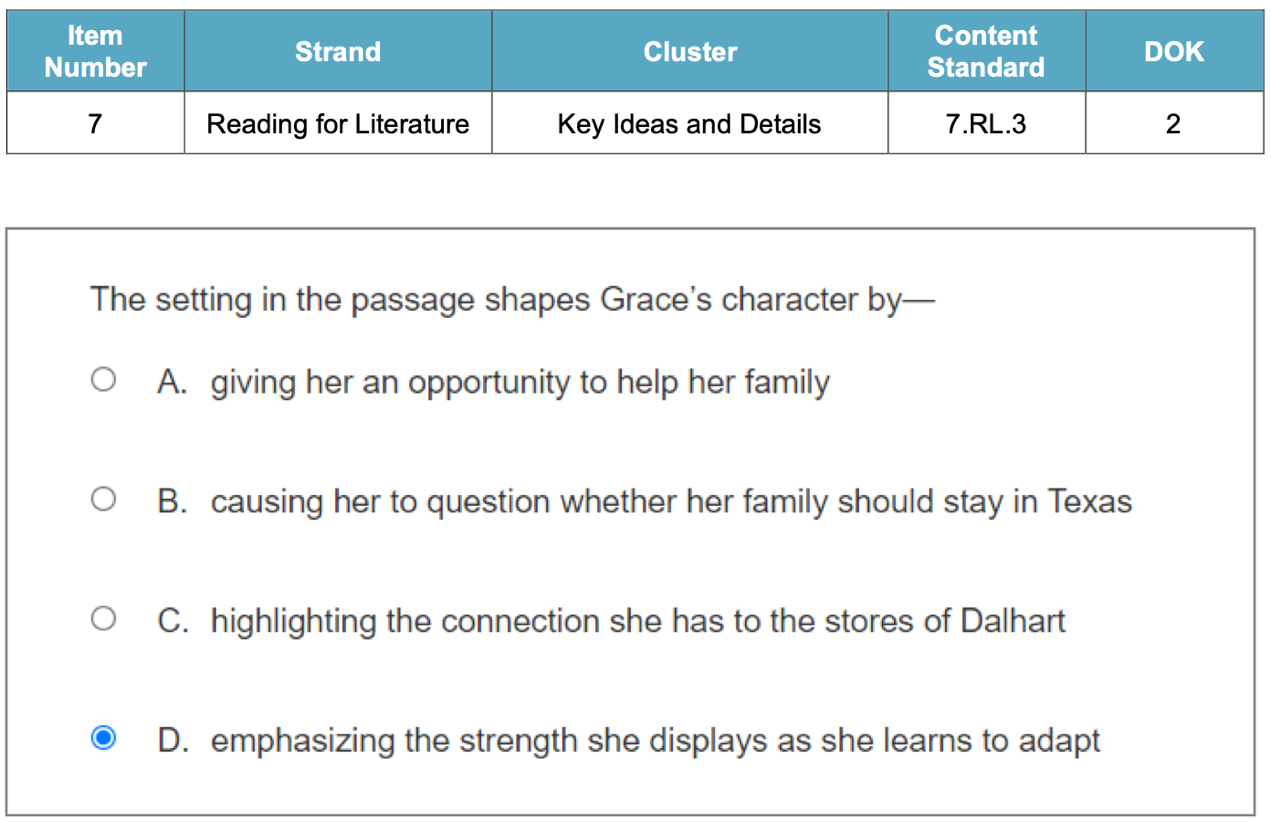 Item Number
Strand
Cluster
Content Standard
DOK
7
Reading for Literature
Key Ideas and Details
7.RL.3
2
The setting in the passage shapes Grace’s character by—
A. giving her an opportunity to help her family
B. causing her to question whether her family should stay in Texas
C. highlighting the connection she has to the stores of Dalhart
D. emphasizing the strength she displays as she learns to adapt